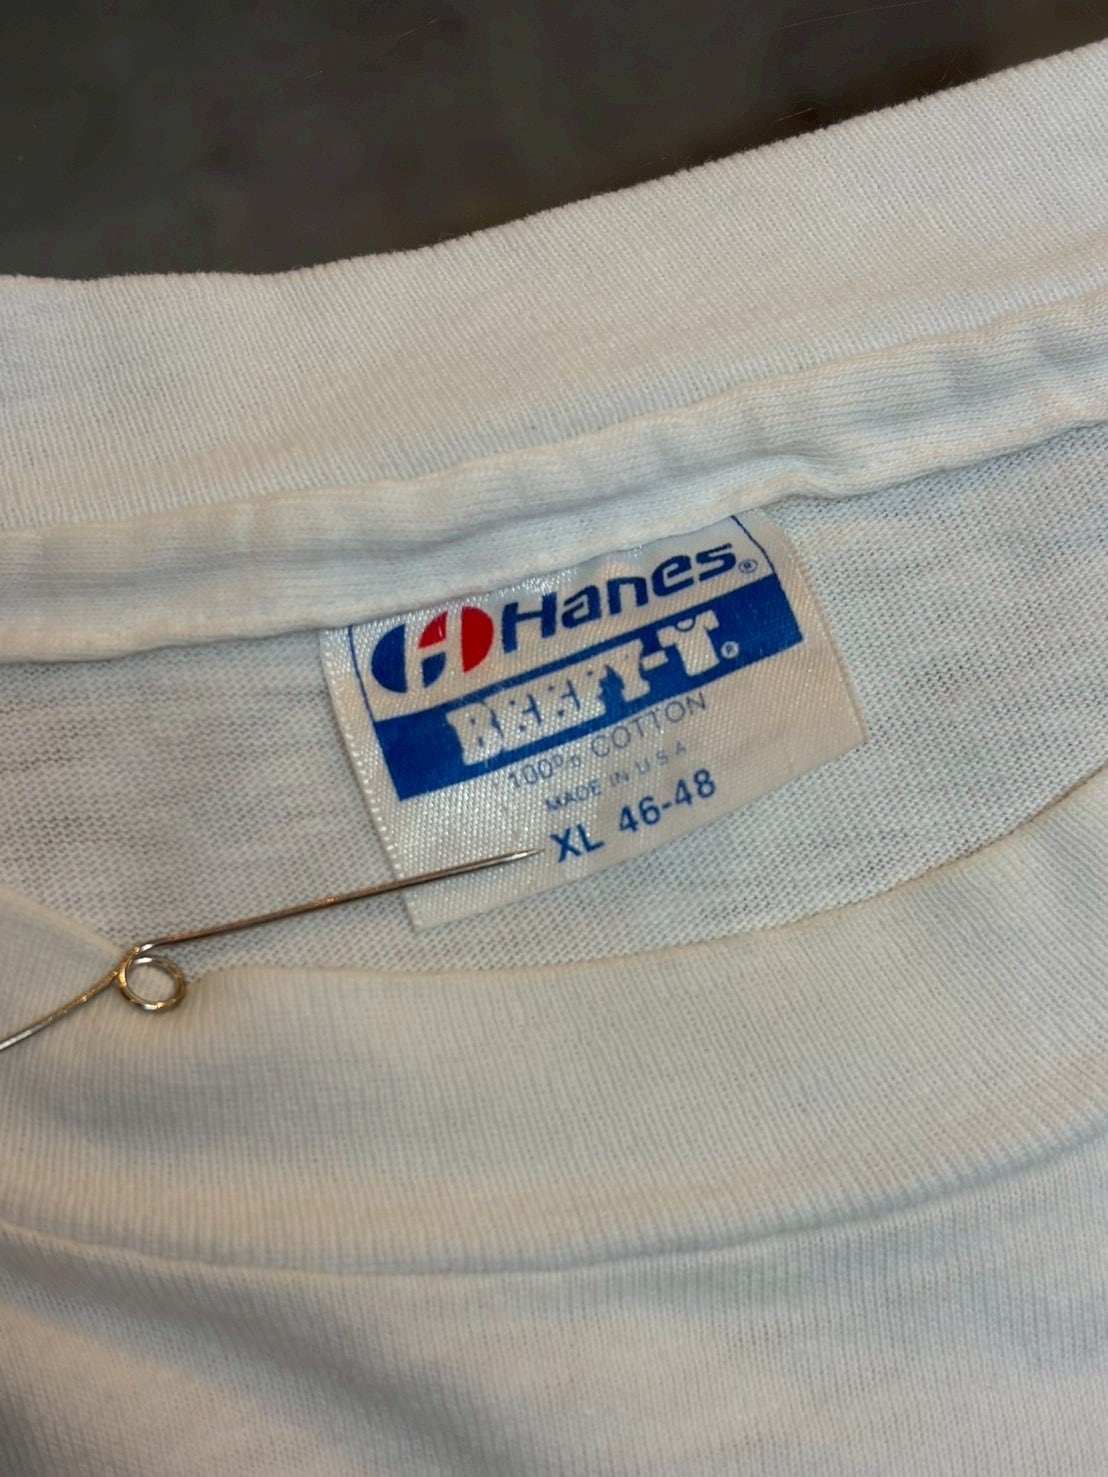 Hanes®
BEEFY-T®
100% COTTON
MADE IN U S A
XL 46-48